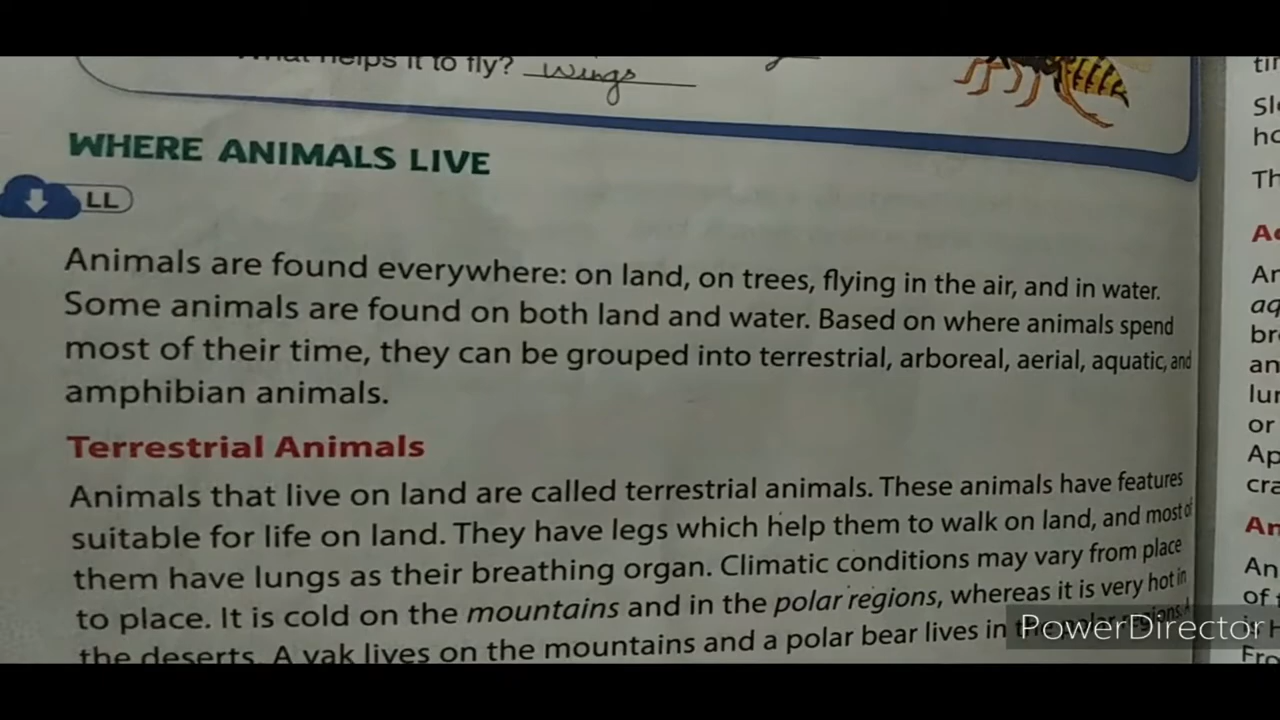 What helps it to fly? wings
WHERE ANIMALS LIVE
LL
Animals are found everywhere: on land, on trees, flying in the air, and in water.
Some animals are found on both land and water. Based on where animals spend
most of their time, they can be grouped into terrestrial, arboreal, aerial, aquatic, and
amphibian animals.
Terrestrial Animals
Animals that live on land are called terrestrial animals. These animals have features
suitable for life on land. They have legs which help them to walk on land, and most of
them have lungs as their breathing organ. Climatic conditions may vary from place
to place. It is cold on the mountains and in the polar regions, whereas it is very hot in
the deserts. A yak lives on the mountains and a polar bear lives in the polar regions. A
PowerDirector